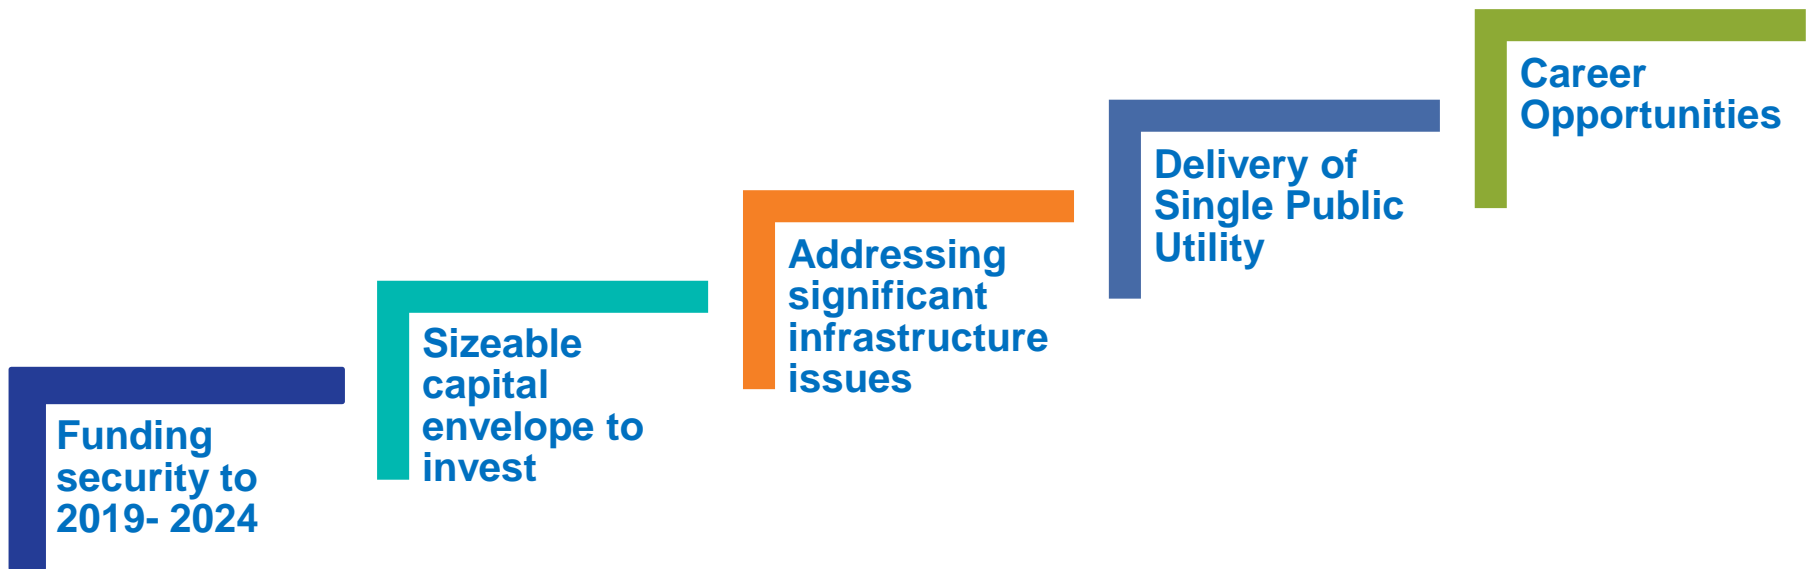 Funding
security to
2019- 2024
Sizeable
capital
envelope to
invest
Addressing
significant
infrastructure
issues
Delivery of
Single Public
Utility
Career
Opportunities